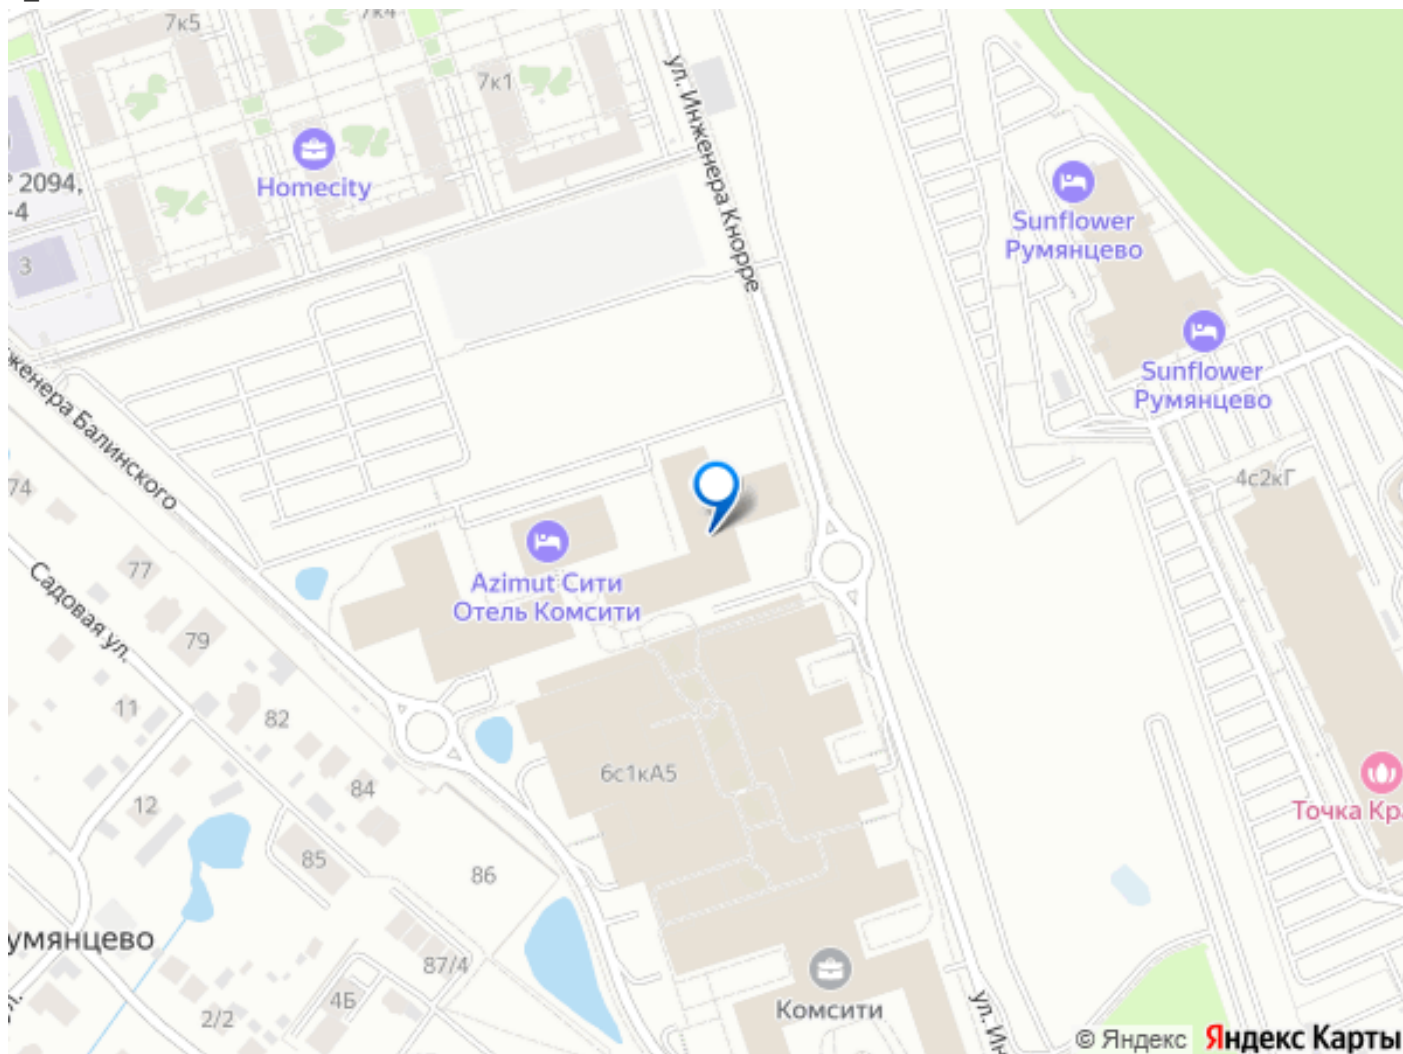 7к5
7к4
7к1
ул. Инженера Кнорре
Homecity
2094,
-4
3
Sunflower
Румянцево
Sunflower
Румянцево
женера Балинского
74
4с2кГ
77
Azimut Сити
Отель Комсити
Садовая ул.
79
11
82
6с1кА5
84
12
Точка Кр
85
86
умянцево
87/4
4Б
2/2
Комсити
ул. Ин
© Яндекс Яндекс Карты